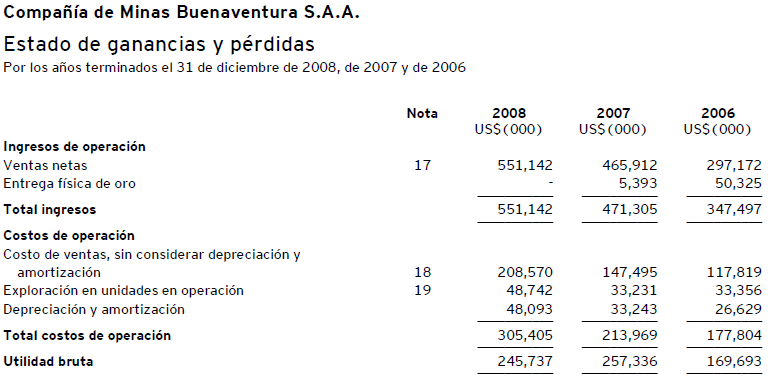 Compañía de Minas Buenaventura S.A.A.
Estado de ganancias y pérdidas
Por los años terminados el 31 de diciembre de 2008, de 2007 y de 2006
Nota 2008 2007 2006
US$(000) US$(000) US$(000)
Ingresos de operación
Ventas netas 17 551,142 465,912 297,172
Entrega física de oro - 5,393 50,325
Total ingresos 551,142 471,305 347,497
Costos de operación
Costo de ventas, sin considerar depreciación y
amortización 18 208,570 147,495 117,819
Exploración en unidades en operación 19 48,742 33,231 33,356
Depreciación y amortización 48,093 33,243 26,629
Total costos de operación 305,405 213,969 177,804
Utilidad bruta 245,737 257,336 169,693